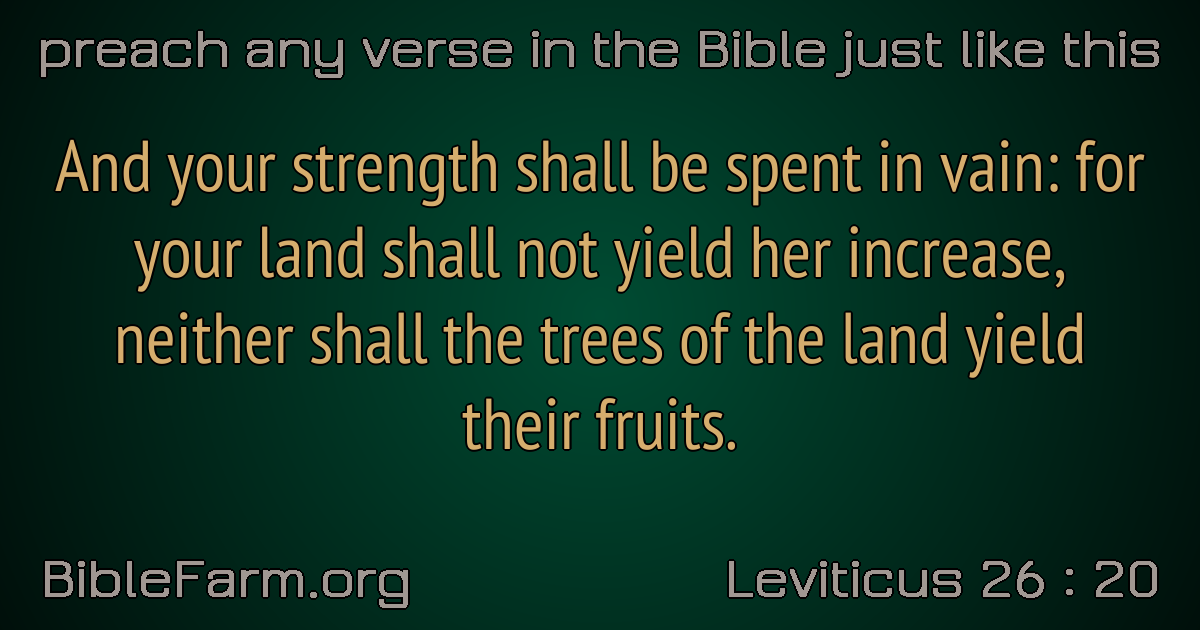 preach any verse in the Bible just like this
And your strength shall be spent in vain: for
your land shall not yield her increase,
neither shall the trees of the land yield
their fruits.
BibleFarm.org
Leviticus 26 : 20